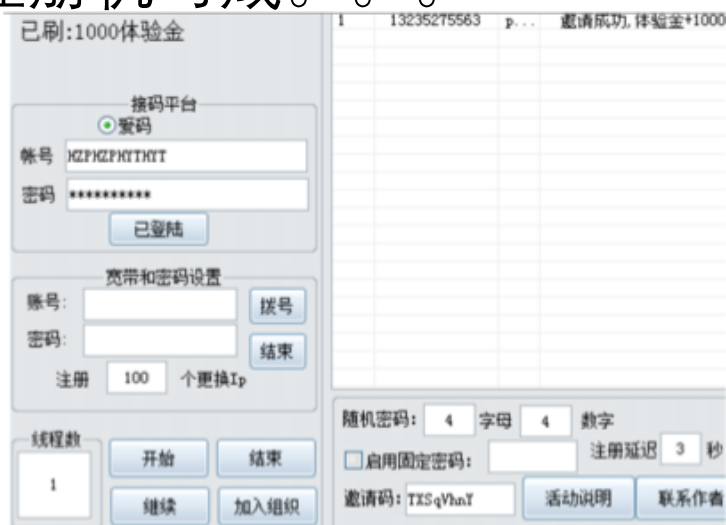 已刷:1000体验金
1 13235275563 p... 邀请成功,体验金+1000
接码平台
爱码
帐号 HZPHZPHYTHYT
密码 **********
已登陆
宽带和密码设置
账号: 拨号
密码: 结束
注册 100 个更换Ip
线程数
1
开始 结束
继续 加入组织
随机密码: 4 字母 4 数字
启用固定密码: 注册延迟 3 秒
邀请码: TXSqVhnY 活动说明 联系作者